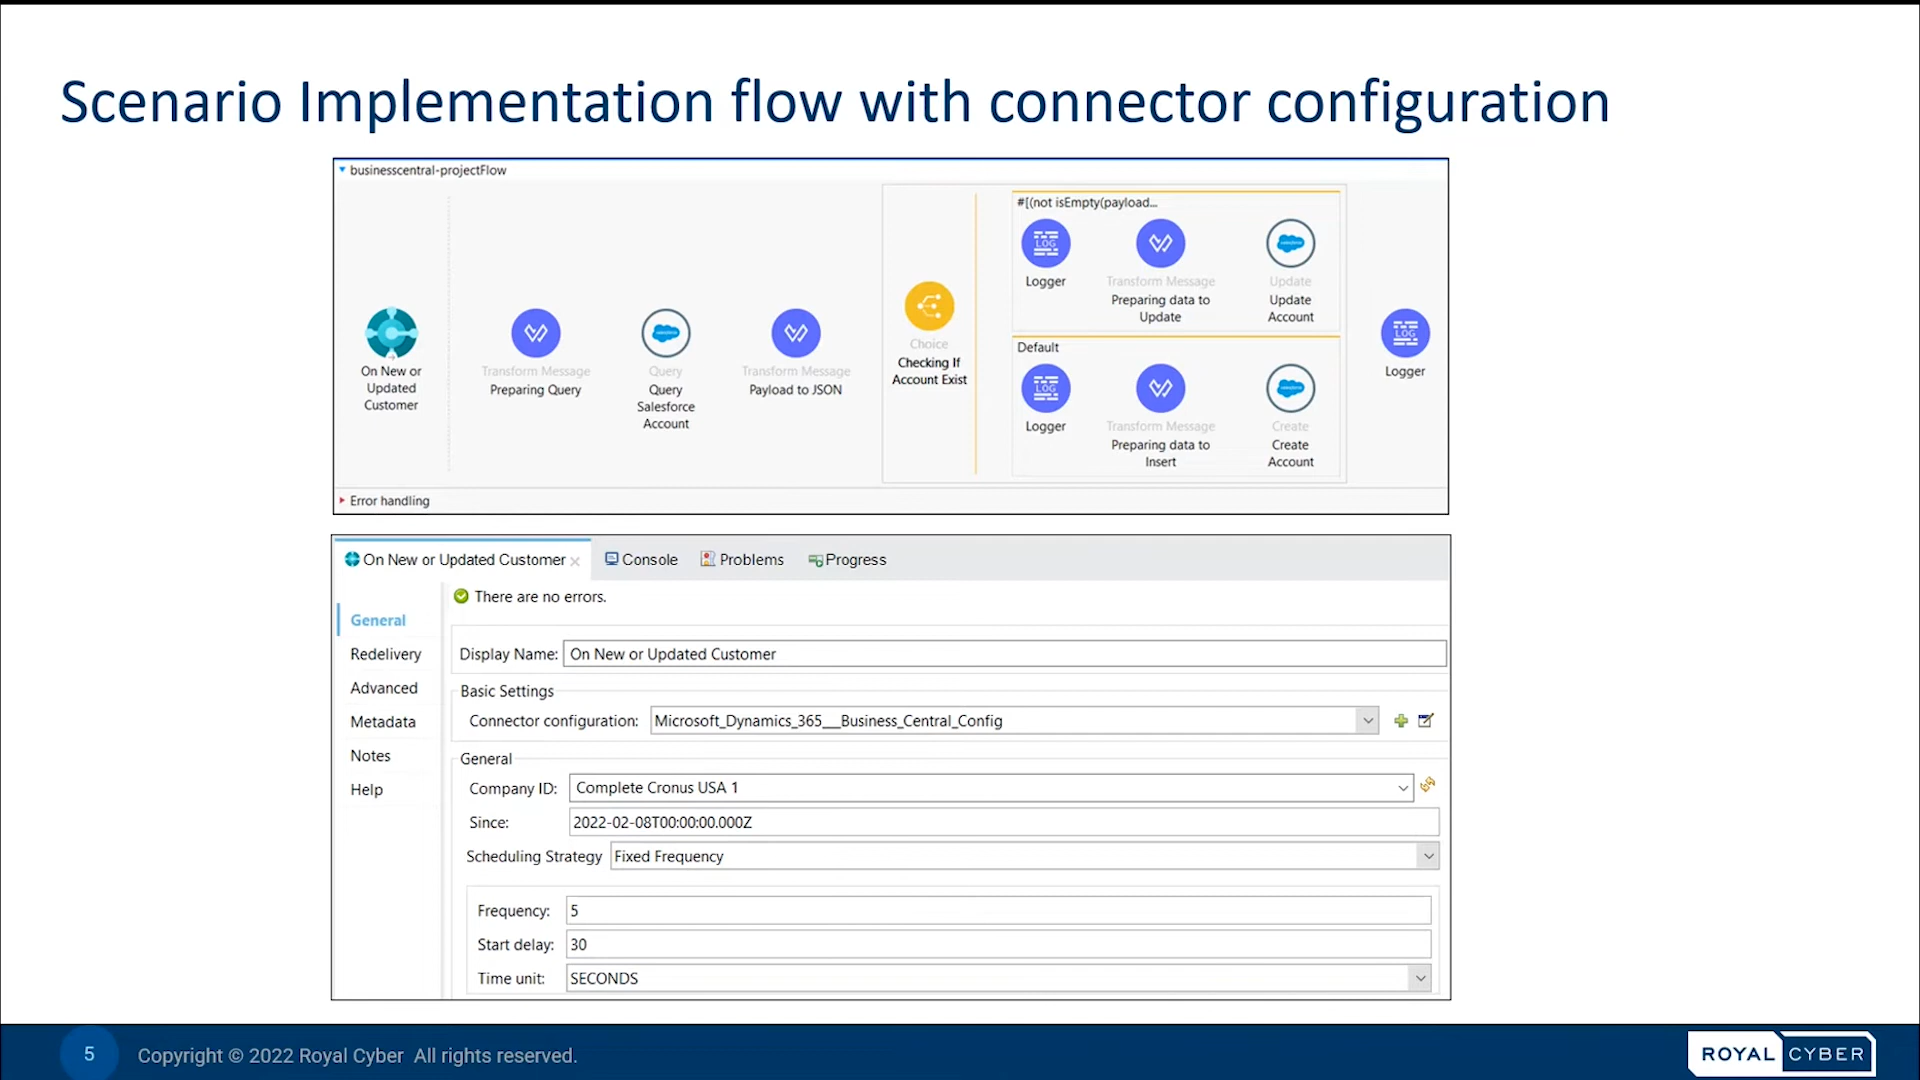 Scenario Implementation flow with connector configuration
businesscentral-projectFlow
On New or
Updated
Customer
Transform Message
Preparing Query
Query
Query
Salesforce
Account
Transform Message
Payload to JSON
Choice
Checking If
Account Exist
#[(not isEmpty(payload...
LOG
Logger
Transform Message
Preparing data to
Update
salesforce
Update
Update
Account
Default
LOG
Logger
Transform Message
Preparing data to
Insert
Create
Create
Account
LOG
Logger
Error handling
On New or Updated Customer
Console
Problems
Progress
There are no errors.
General
Redelivery
Advanced
Metadata
Notes
Help
Display Name: On New or Updated Customer
Basic Settings
Connector configuration: Microsoft_Dynamics_365___Business_Central_Config
General
Company ID: Complete Cronus USA 1
Since: 2022-02-08T00:00:00.000Z
Scheduling Strategy Fixed Frequency
Frequency: 5
Start delay: 30
Time unit: SECONDS
5
Copyright © 2022 Royal Cyber All rights reserved.
ROYAL CYBER